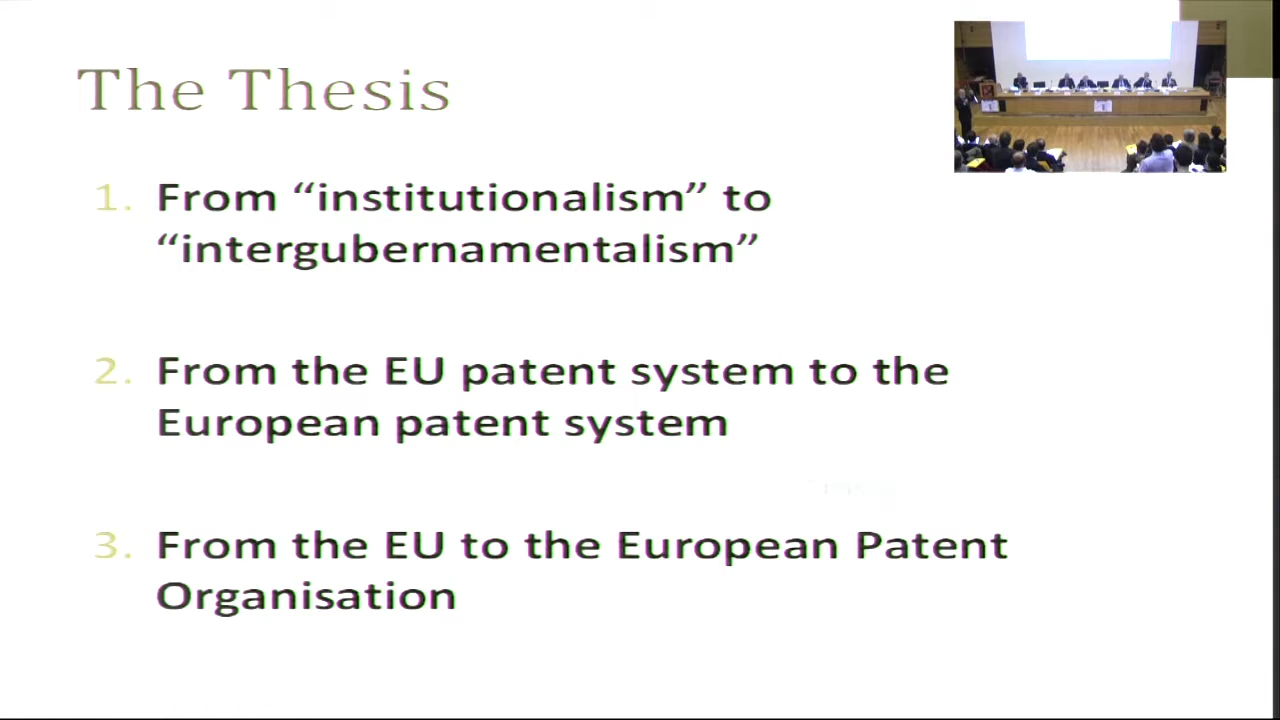 The Thesis
1. From “institutionalism” to
“intergubernamentalism”
2. From the EU patent system to the
European patent system
3. From the EU to the European Patent
Organisation